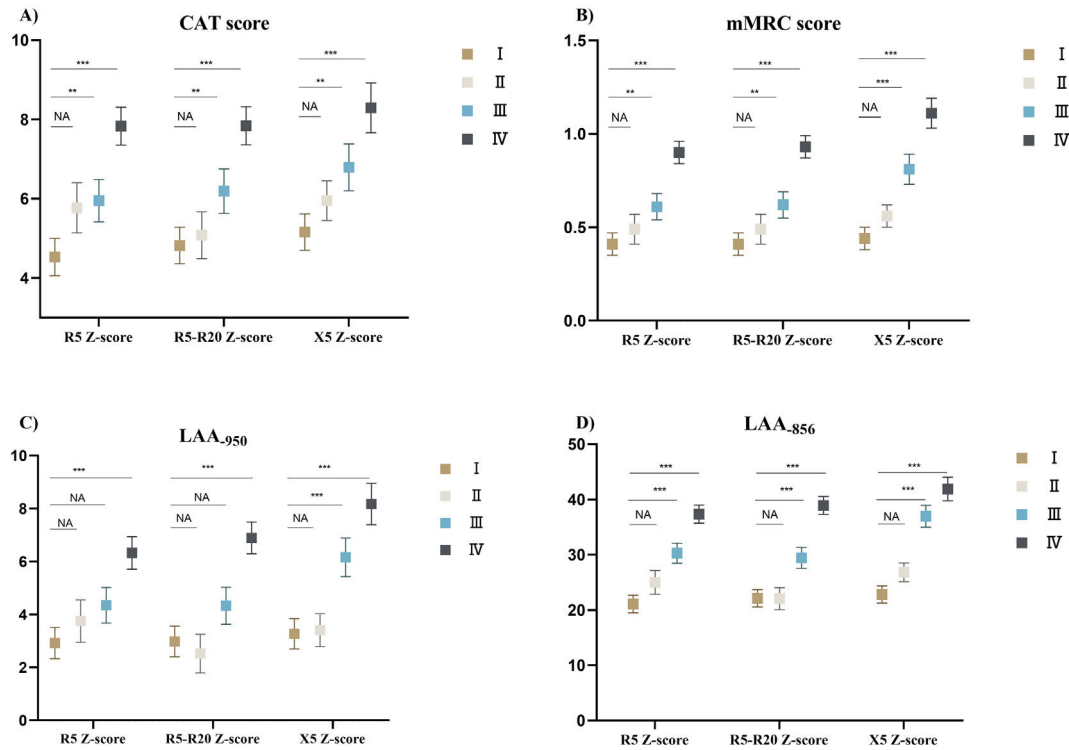 A)
CAT score
10
8
6
4
***
**
NA
***
**
NA
***
**
NA
R5 Z-score
R5-R20 Z-score
X5 Z-score
Ⅰ
Ⅱ
Ⅲ
Ⅳ
B)
mMRC score
1.5
1.0
0.5
0.0
***
**
NA
***
**
NA
***
***
NA
R5 Z-score
R5-R20 Z-score
X5 Z-score
Ⅰ
Ⅱ
Ⅲ
Ⅳ
C)
LAA-950
10
8
6
4
2
0
***
NA
NA
***
NA
NA
***
***
NA
R5 Z-score
R5-R20 Z-score
X5 Z-score
Ⅰ
Ⅱ
Ⅲ
Ⅳ
D)
LAA-856
50
40
30
20
10
0
***
***
NA
***
***
NA
***
***
NA
R5 Z-score
R5-R20 Z-score
X5 Z-score
Ⅰ
Ⅱ
Ⅲ
Ⅳ